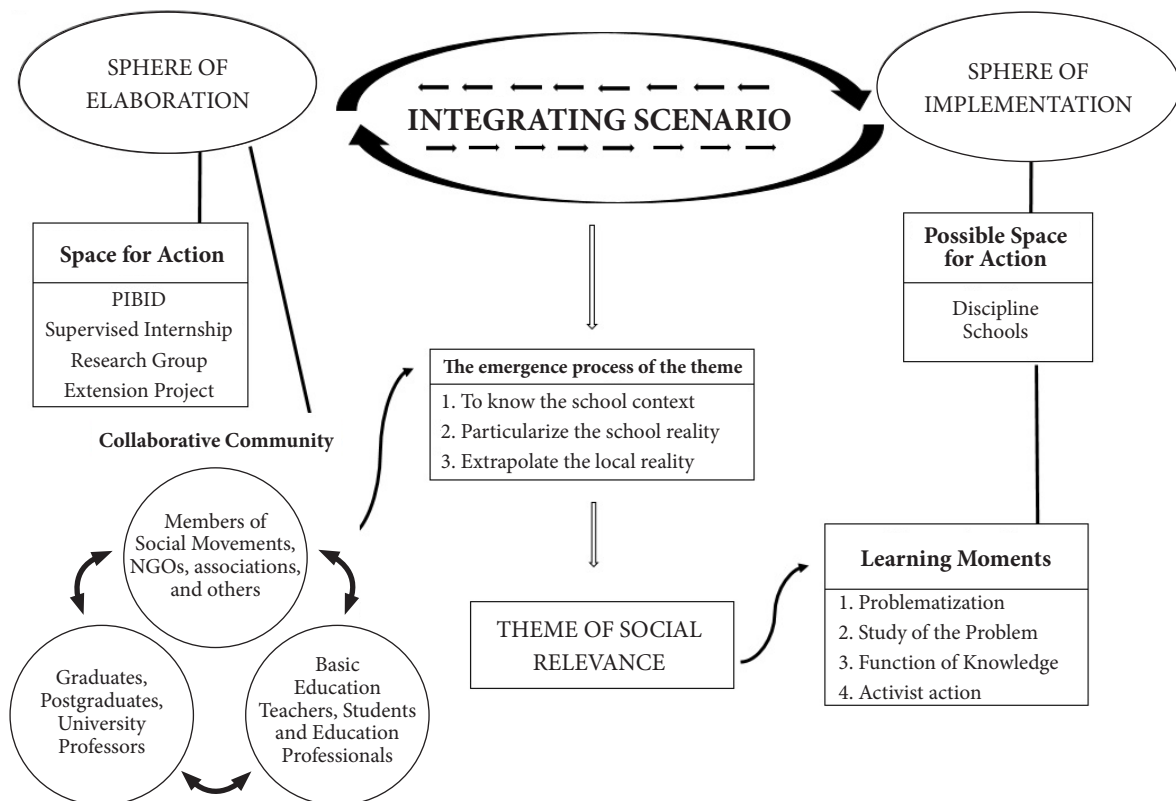 SPHERE OF
ELABORATION
INTEGRATING SCENARIO
SPHERE OF
IMPLEMENTATION
Space for Action
PIBID
Supervised Internship
Research Group
Extension Project
Possible Space
for Action
Discipline
Schools
The emergence process of the theme
1. To know the school context
2. Particularize the school reality
3. Extrapolate the local reality
Collaborative Community
Members of
Social Movements,
NGOs, associations,
and others
Graduates,
Postgraduates,
University
Professors
Basic
Education
Teachers, Students
and Education
Professionals
THEME OF SOCIAL
RELEVANCE
Learning Moments
1. Problematization
2. Study of the Problem
3. Function of Knowledge
4. Activist action